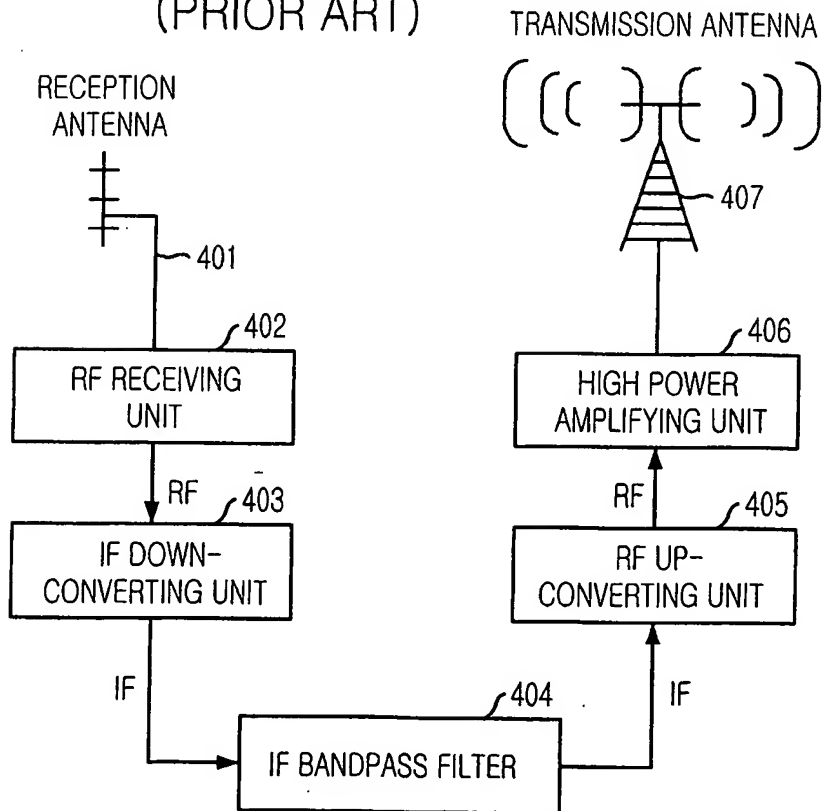 (PRIOR ART)
TRANSMISSION ANTENNA
RECEPTION
ANTENNA
407
401
402
RF RECEIVING
UNIT
406
HIGH POWER
AMPLIFYING UNIT
RF
403
IF DOWN-
CONVERTING UNIT
RF
405
RF UP-
CONVERTING UNIT
IF
404
IF BANDPASS FILTER
IF